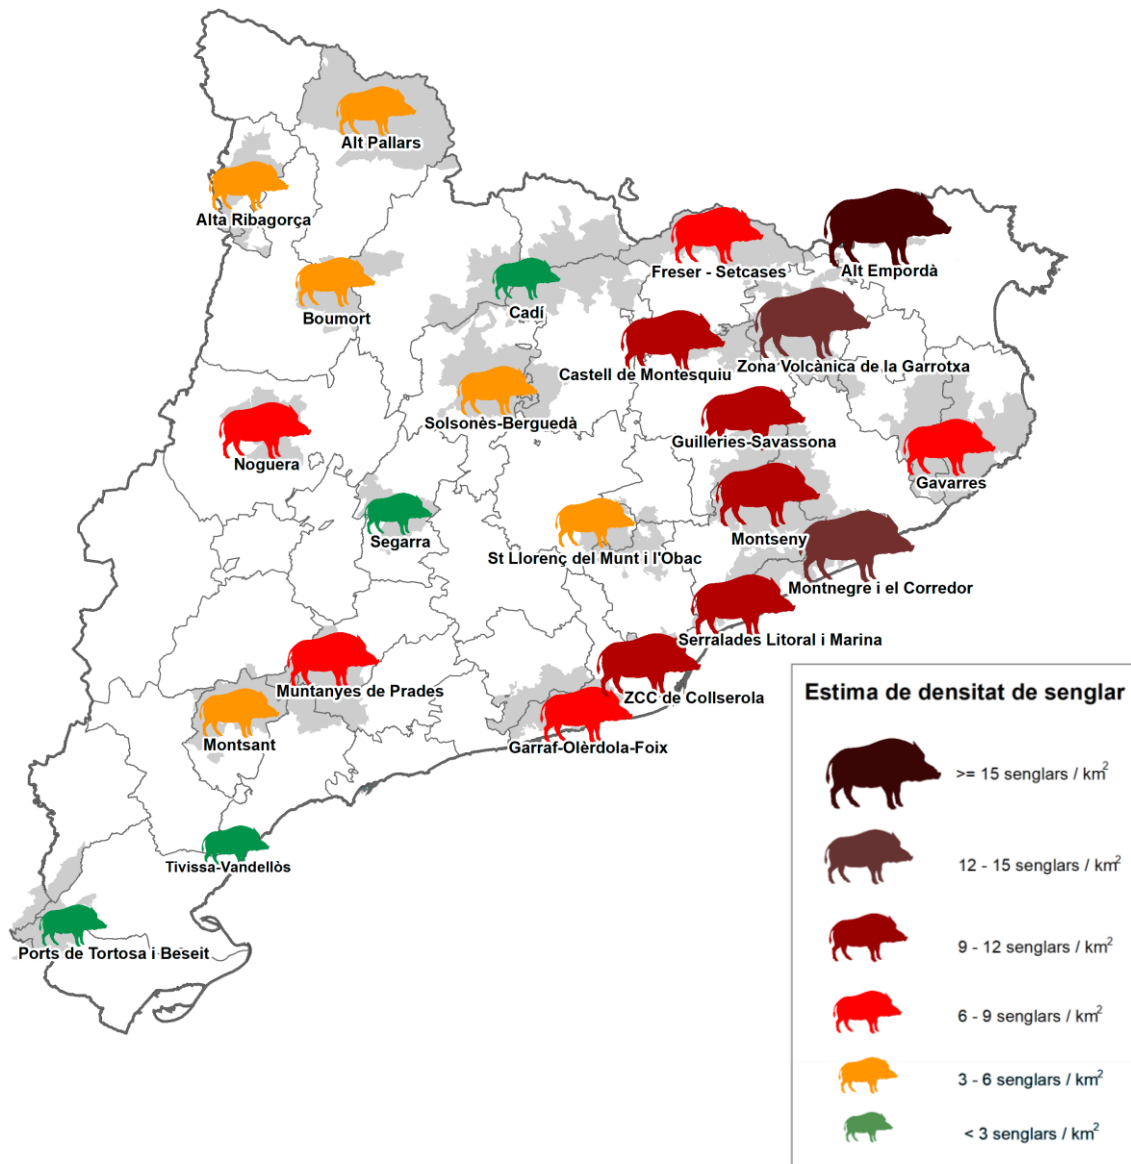 Alt Pallars
Alta Ribagorça
Freser - Setcases
Alt Empordà
Boumort
Cadí
Castell de Montesquiu
Zona Volcànica de la Garrotxa
Solsonès-Berguedà
Guilleries-Savassona
Noguera
Gavarres
Segarra
Montseny
St Llorenç del Munt i l'Obac
Montnegre i el Corredor
Serralades Litoral i Marina
Muntanyes de Prades
ZCC de Collserola
Montsant
Garraf-Olèrdola-Foix
Tivissa-Vandellòs
Ports de Tortosa i Beseit
Estima de densitat de senglar
>= 15 senglars / km²
12 - 15 senglars / km²
9 - 12 senglars / km²
6 - 9 senglars / km²
3 - 6 senglars / km²
< 3 senglars / km²